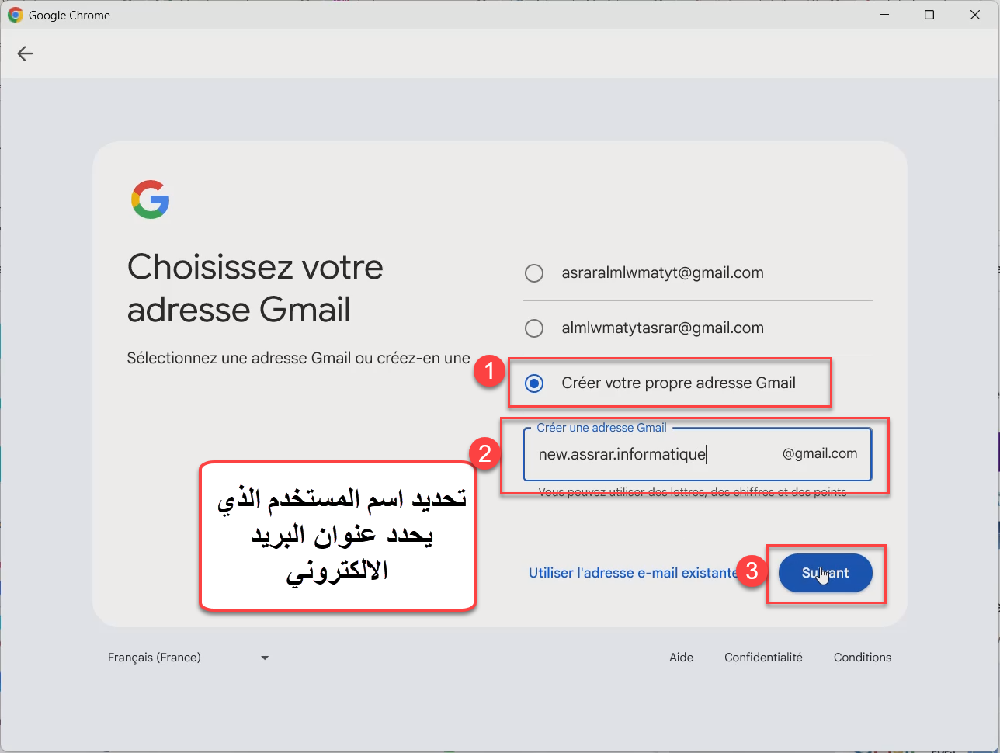 Google Chrome
Choisissez votre
adresse Gmail
Sélectionnez une adresse Gmail ou créez-en une
asraralmlwmatyt@gmail.com
almlwmatytasrar@gmail.com
1
Créer votre propre adresse Gmail
2
Créer une adresse Gmail
new.assrar.informatique
@gmail.com
Vous pouvez utiliser des lettres, des chiffres et des points
تحديد اسم المستخدم الذي
يحدد عنوان البريد
الالكتروني
Utiliser l'adresse e-mail existante
3
Suivant
Français (France)
Aide
Confidentialité
Conditions